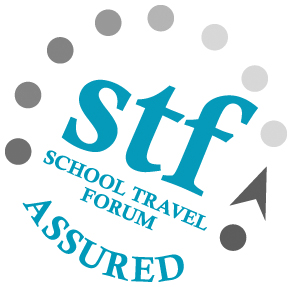 stf
SCHOOL TRAVEL
FORUM
ASSURED